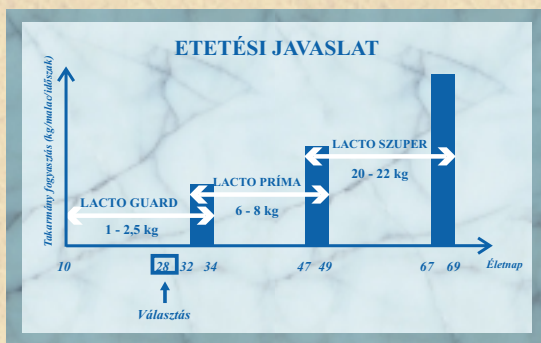 ETETÉSI JAVASLAT
Takarmány fogyasztás (kg/malac/időszak)
LACTO SZUPER
20 - 22 kg
LACTO PRÍMA
6 - 8 kg
LACTO GUARD
1 - 2,5 kg
10 28 32 34 47 49 67 69 Életnap
Választás